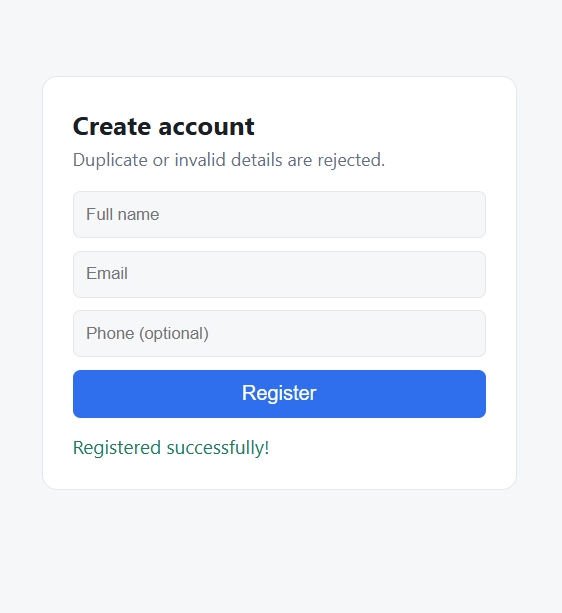 Create account
Duplicate or invalid details are rejected.
Full name
Email
Phone (optional)
Register
Registered successfully!